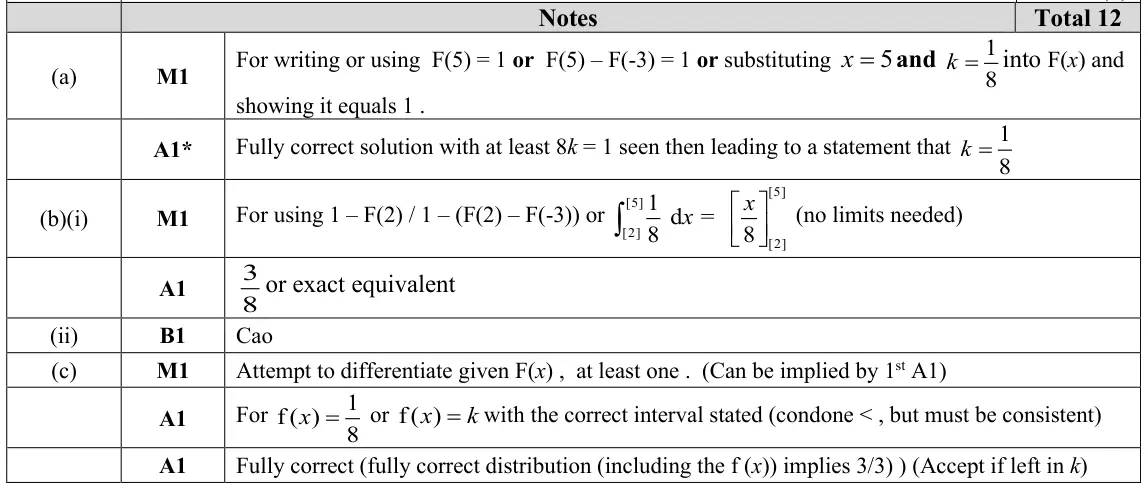 Notes Total 12
(a) M1 For writing or using F(5) = 1 or F(5) – F(-3) = 1 or substituting x = 5 and k = 1/8 into F(x) and
showing it equals 1 .
A1* Fully correct solution with at least 8k = 1 seen then leading to a statement that k = 1/8
(b)(i) M1 For using 1 – F(2) / 1 – (F(2) – F(-3)) or ∫_[2]^[5] 1/8 dx = [x/8]_[2]^[5] (no limits needed)
A1 3/8 or exact equivalent
(ii) B1 Cao
(c) M1 Attempt to differentiate given F(x) , at least one . (Can be implied by 1st A1)
A1 For f(x) = 1/8 or f(x) = k with the correct interval stated (condone < , but must be consistent)
A1 Fully correct (fully correct distribution (including the f (x)) implies 3/3) ) (Accept if left in k)